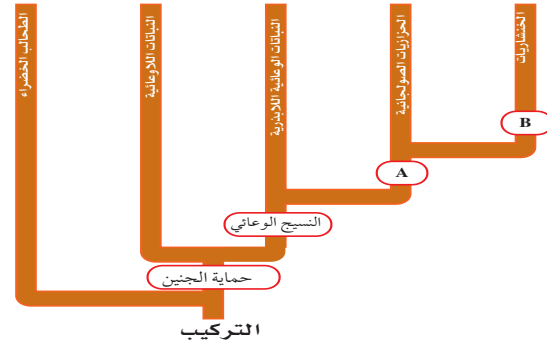 الخنشاريات
الحزازيات الصولجانية
النباتات الوعائية اللابذرية
النباتات اللاوعائية
الطحالب الخضراء
B
A
النسيج الوعائي
حماية الجنين
التركيب